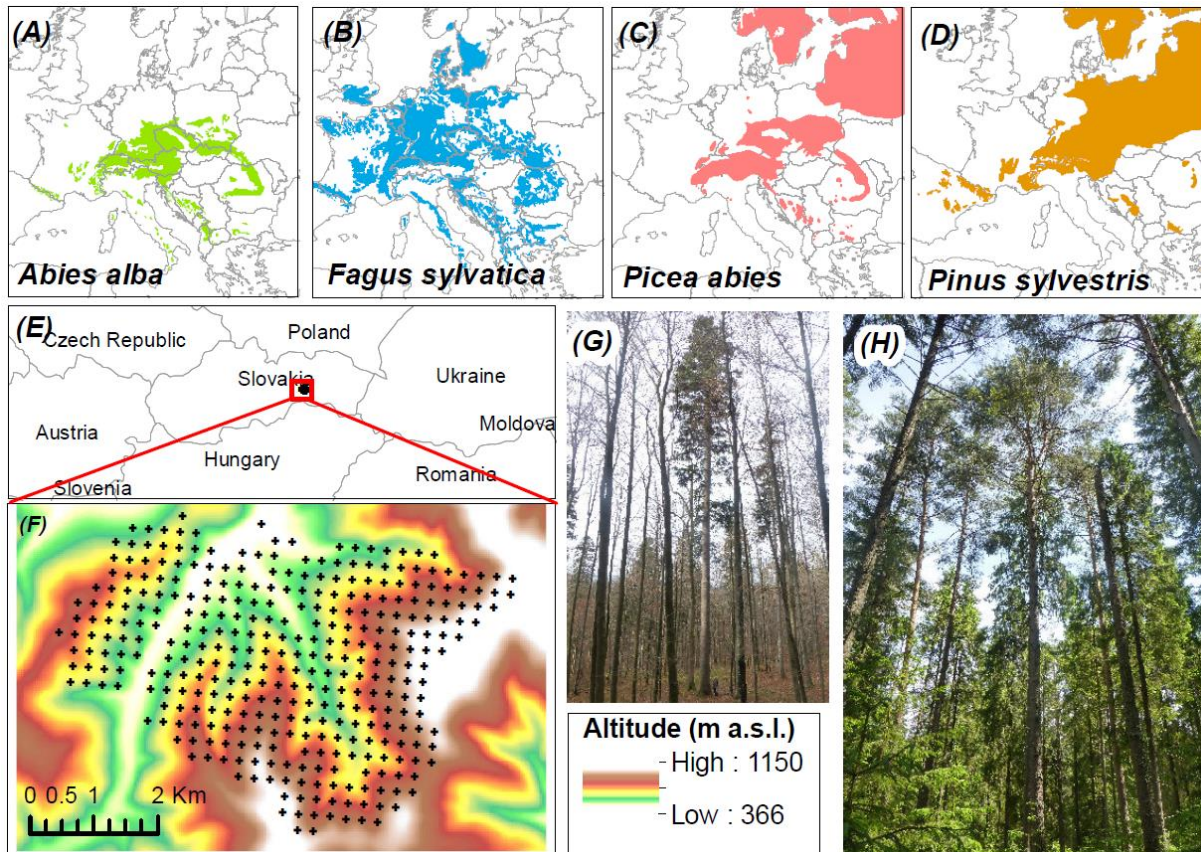 (A)
Abies alba
(B)
Fagus sylvatica
(C)
Picea abies
(D)
Pinus sylvestris
(E)
Czech Republic
Poland
Slovakia
Ukraine
Austria
Moldova
Hungary
Slovenia
Romania
(F)
0 0.5 1 2 Km
(G)
Altitude (m a.s.l.)
High : 1150
Low : 366
(H)